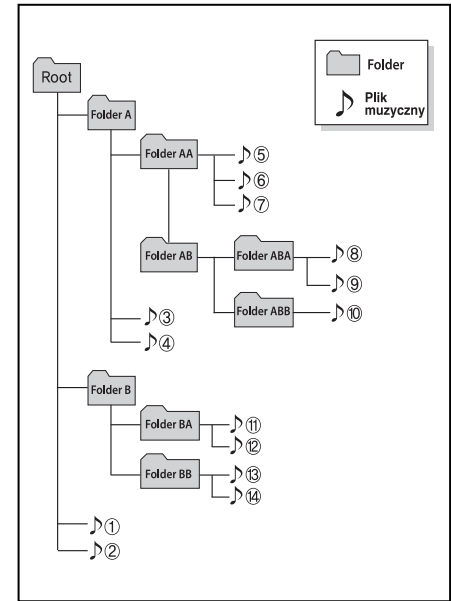 Root
Folder
Plik
muzyczny
Folder A
Folder AA
⑤
⑥
⑦
Folder AB
Folder ABA
⑧
⑨
Folder ABB
⑩
③
④
Folder B
Folder BA
⑪
⑫
Folder BB
⑬
⑭
①
②